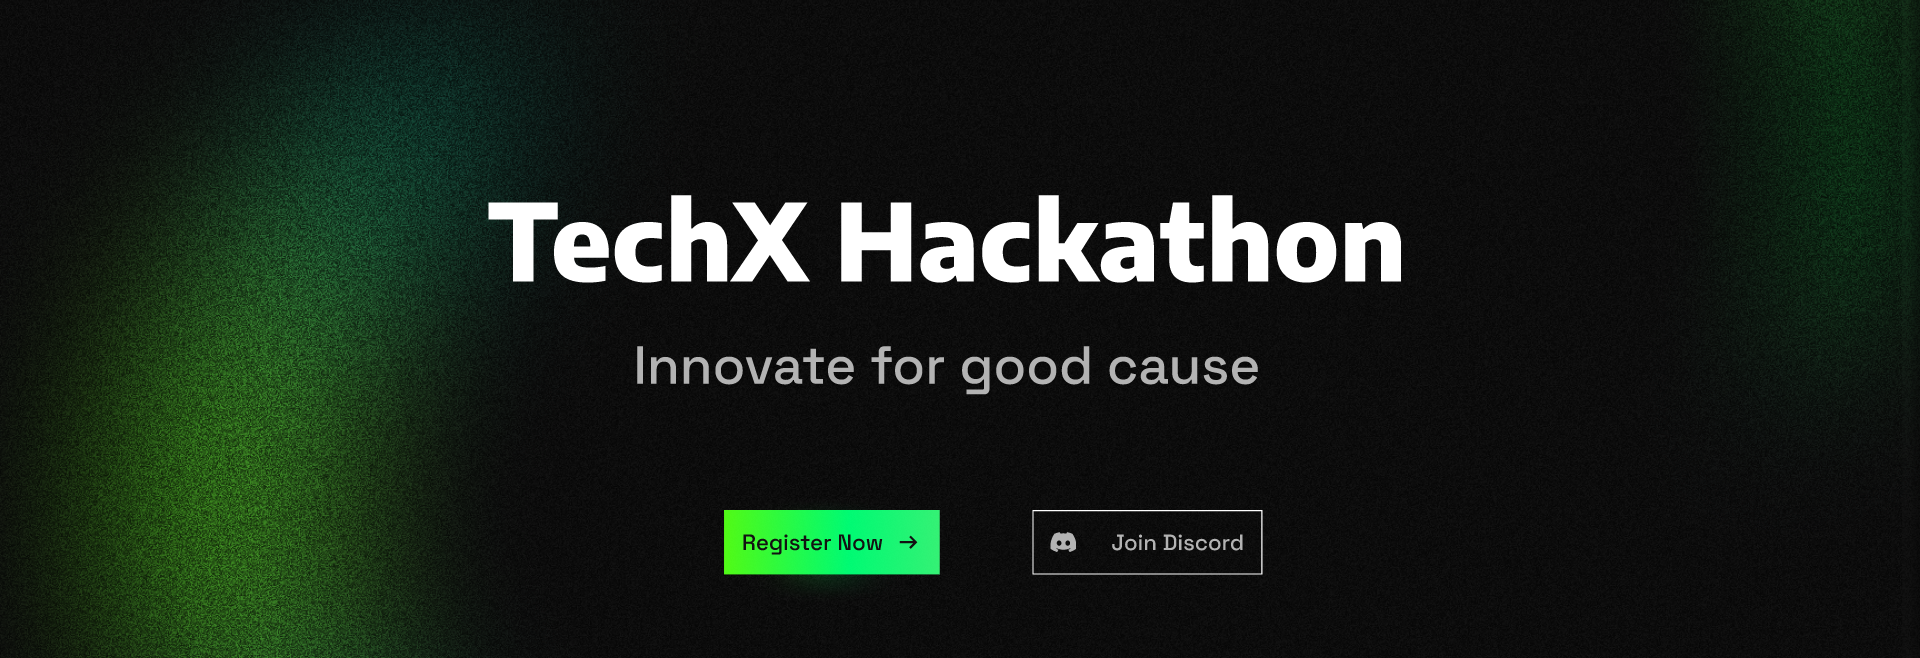 TechX Hackathon
Innovate for good cause
Register Now →
Join Discord